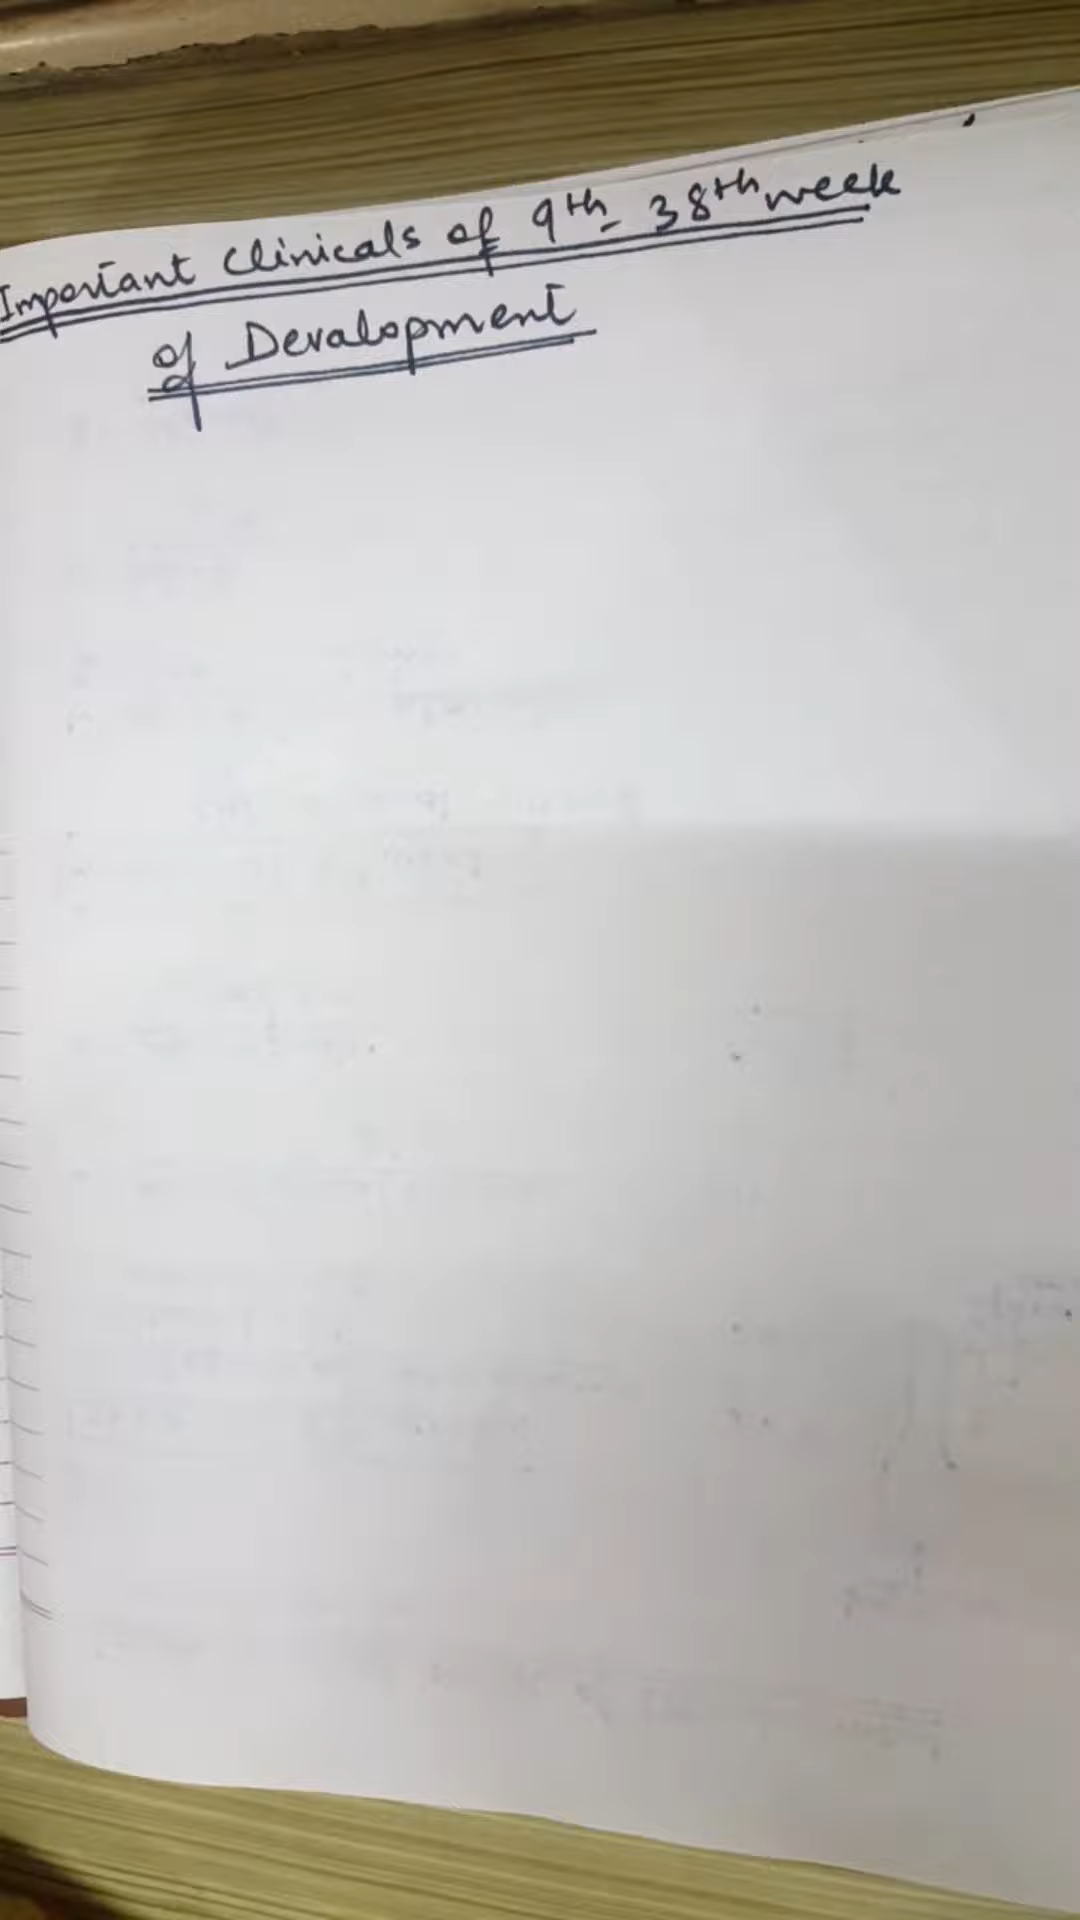 Important Clinicals of 9th - 38th week
of Devalopment